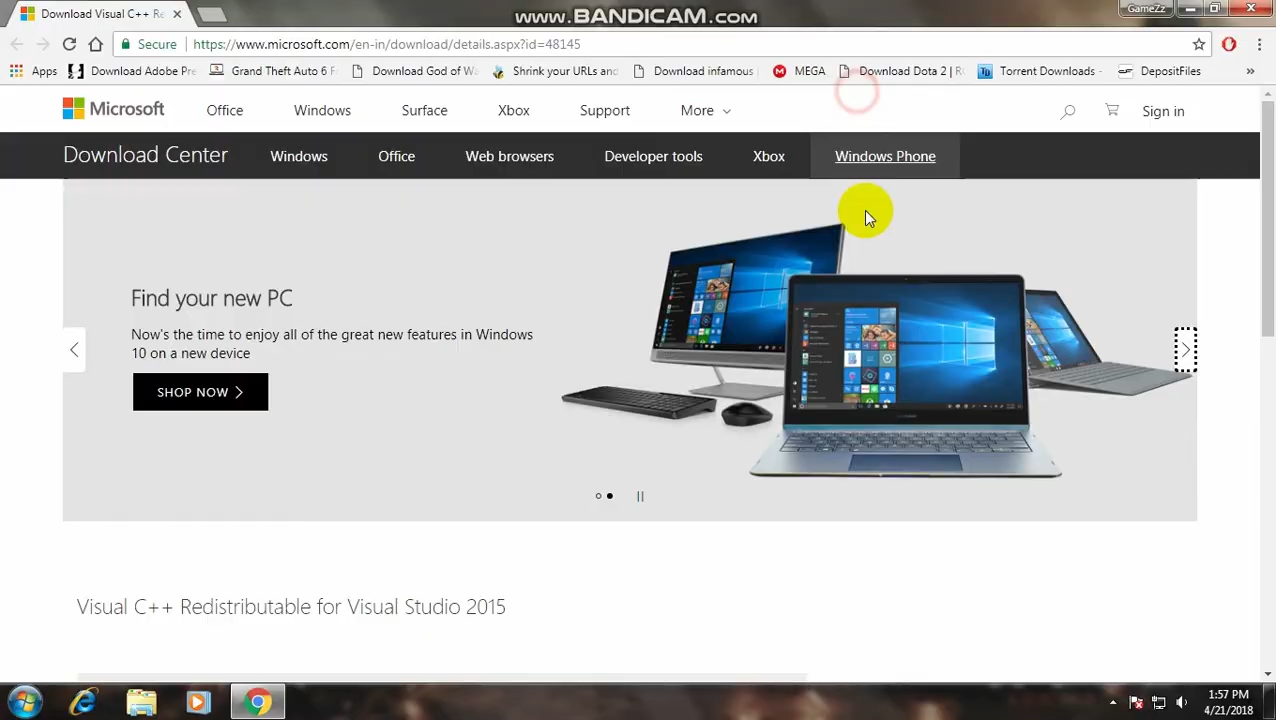 www.BANDICAM.com
Download Visual C++ Re
GameZz
Secure
https://www.microsoft.com/en-in/download/details.aspx?id=48145
Apps
Download Adobe Pre
Grand Theft Auto 6 F
Download God of Wa
Shrink your URLs and
Download infamous
MEGA
Download Dota 2 | R
Torrent Downloads -
DepositFiles
»
Microsoft
Office
Windows
Surface
Xbox
Support
More
Sign in
Download Center
Windows
Office
Web browsers
Developer tools
Xbox
Windows Phone
Find your new PC
Now's the time to enjoy all of the great new features in Windows
10 on a new device
SHOP NOW
Visual C++ Redistributable for Visual Studio 2015
1:57 PM
4/21/2018